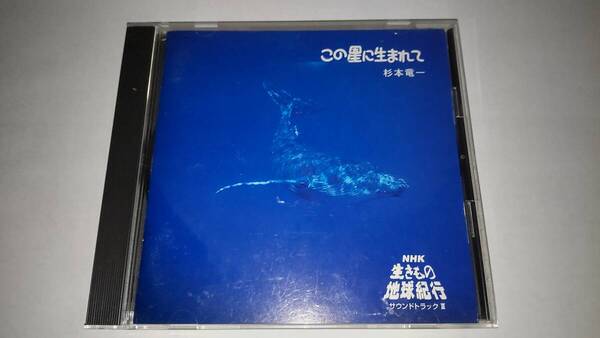 この星に生まれて
杉本竜一
NHK
生きもの
地球紀行
サウンドトラックⅡ